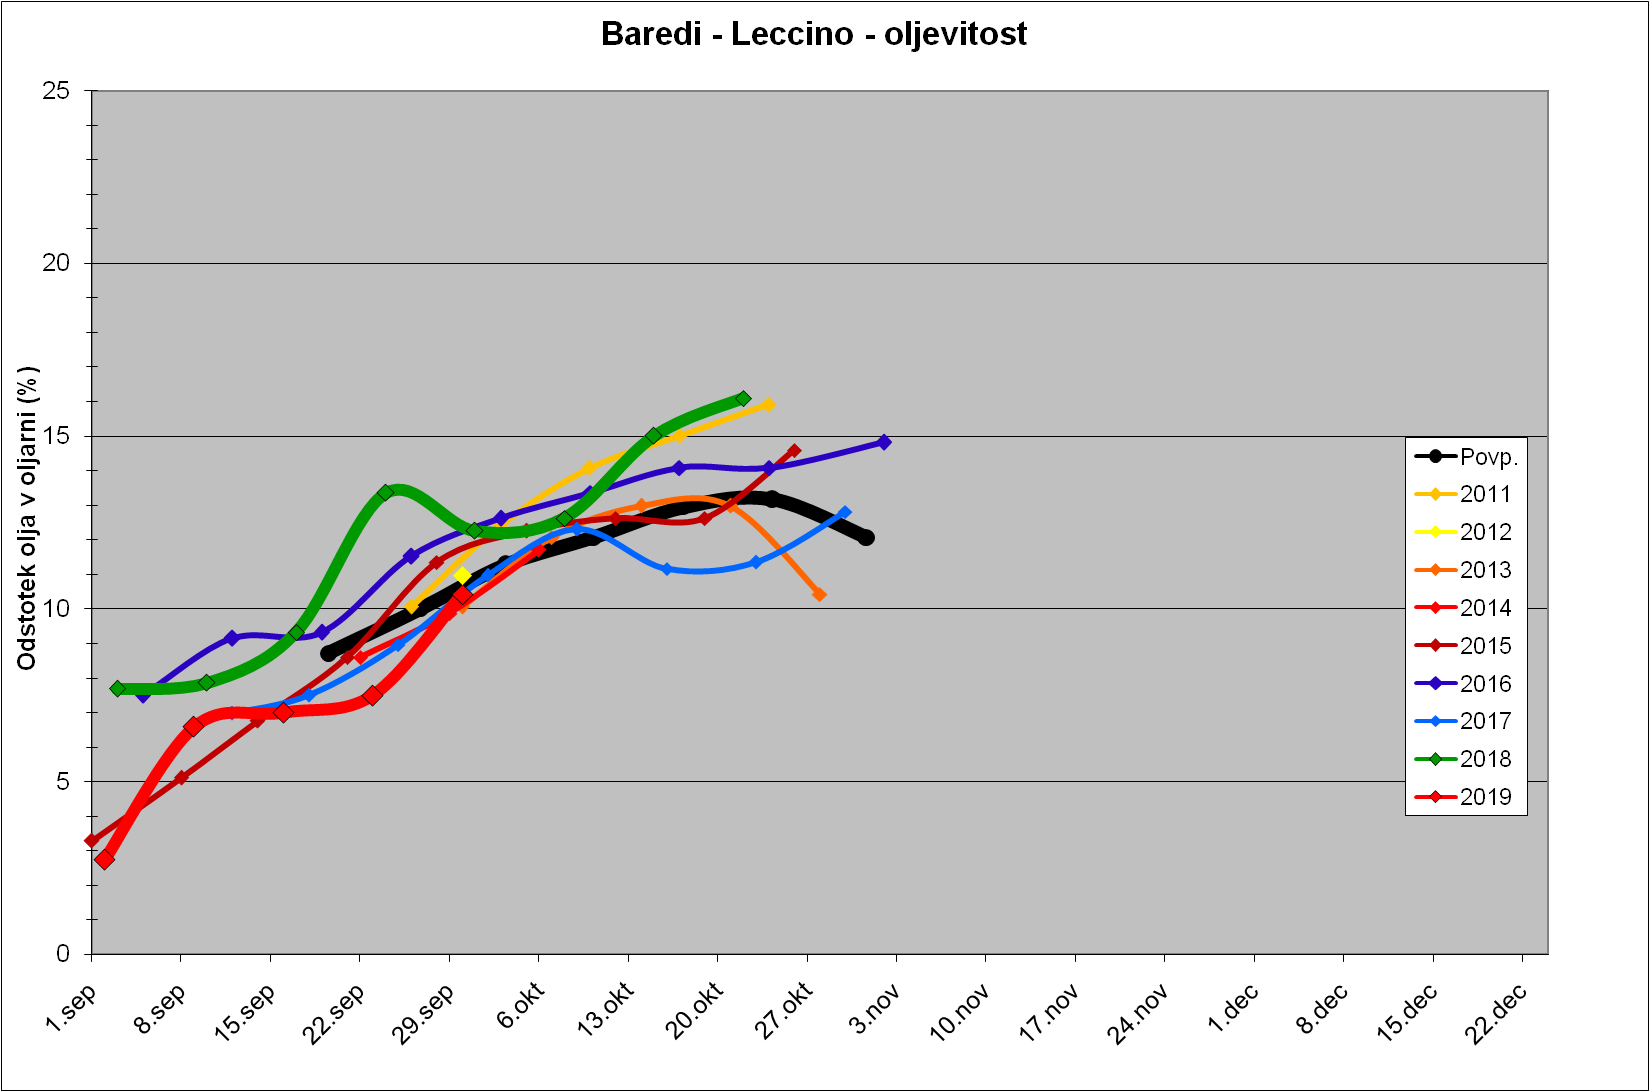 Baredi - Leccino - oljevitost
Odstotek olja v oljarni (%)
25
20
15
10
5
0
1.sep
8.sep
15.sep
22.sep
29.sep
6.okt
13.okt
20.okt
27.okt
3.nov
10.nov
17.nov
24.nov
1.dec
8.dec
15.dec
22.dec
Povp.
2011
2012
2013
2014
2015
2016
2017
2018
2019